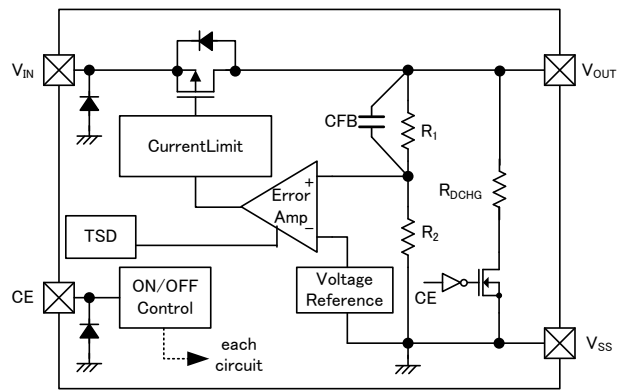 VIN
VOUT
CurrentLimit
CFB
R1
RDCHG
+
Error
Amp
−
R2
TSD
CE
ON/OFF
Control
Voltage
Reference
CE
VSS
each
circuit